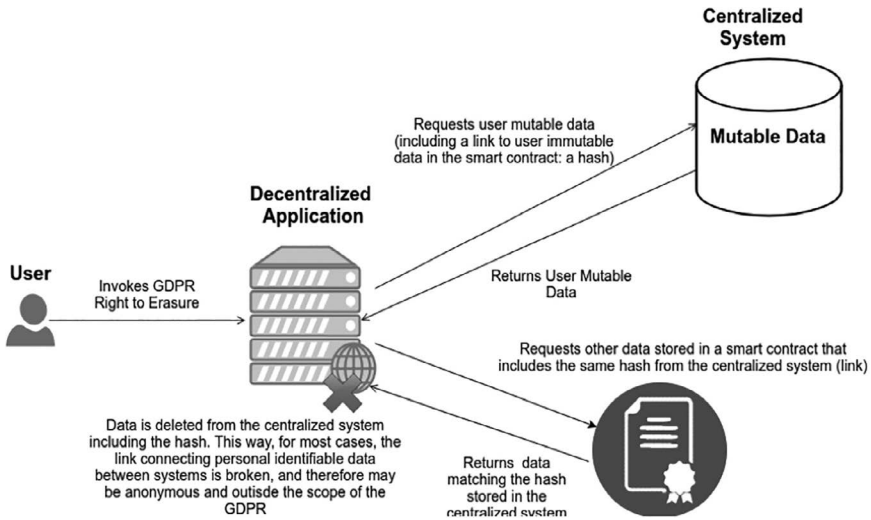 Centralized
System
Mutable Data
Requests user mutable data
(including a link to user immutable
data in the smart contract: a hash)
Decentralized
Application
User
Invokes GDPR
Right to Erasure
Returns User Mutable
Data
Requests other data stored in a smart contract that
includes the same hash from the centralized system (link)
Data is deleted from the centralized system
including the hash. This way, for most cases, the
link connecting personal identifiable data
between systems is broken, and therefore may
be anonymous and outisde the scope of the
GDPR
Returns data
matching the hash
stored in the
centralized system